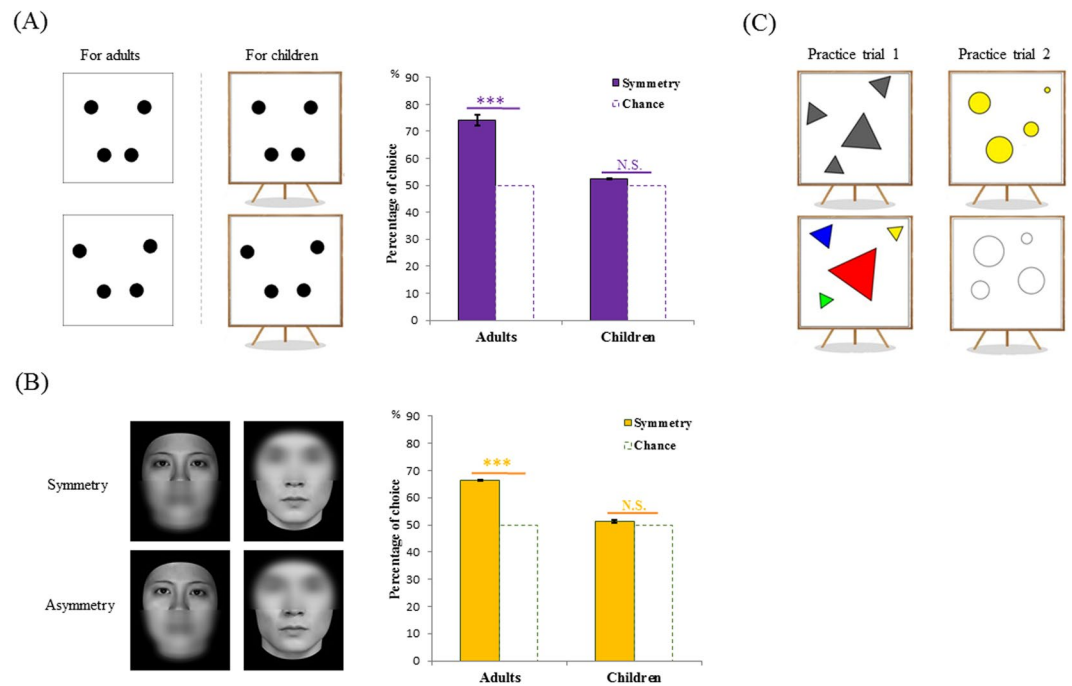 (A)
For adults
For children
%
90
80
70
60
50
40
30
20
10
0
Percentage of choice
***
N.S.
Symmetry
Chance
Adults
Children
(C)
Practice trial 1
Practice trial 2
(B)
Symmetry
Asymmetry
%
90
80
70
60
50
40
30
20
10
0
Percentage of choice
***
N.S.
Symmetry
Chance
Adults
Children